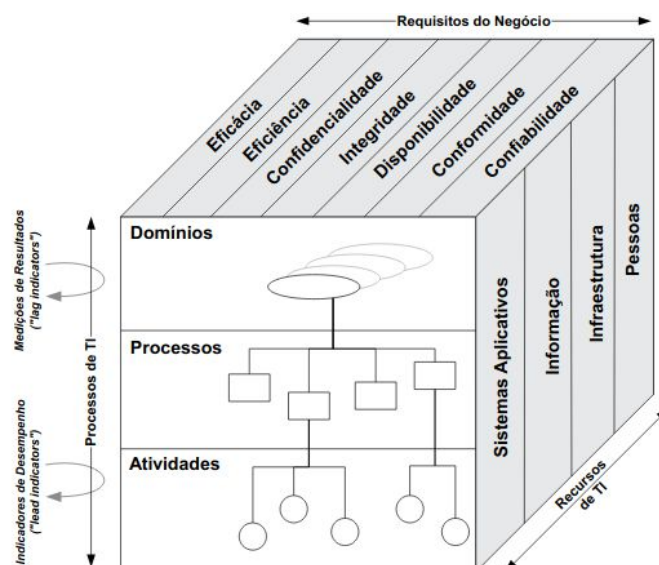 Requisitos do Negócio
Eficácia
Eficiência
Confidencialidade
Integridade
Disponibilidade
Conformidade
Confiabilidade
Domínios
Processos
Atividades
Medições de Resultados
("lag indicators")
Processos de TI
Indicadores de Desempenho
("lead indicators")
Sistemas Aplicativos
Informação
Infraestrutura
Pessoas
Recursos
de TI